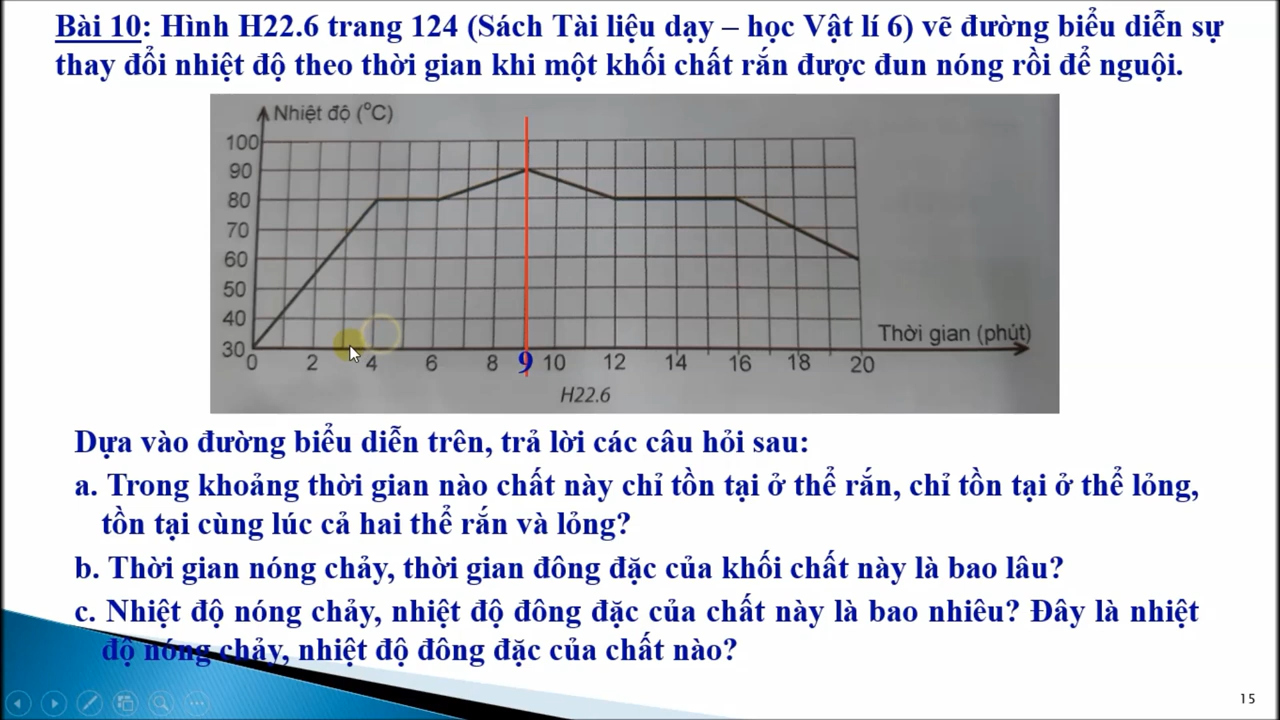 Bài 10: Hình H22.6 trang 124 (Sách Tài liệu dạy – học Vật lí 6) vẽ đường biểu diễn sự
thay đổi nhiệt độ theo thời gian khi một khối chất rắn được đun nóng rồi để nguội.
Nhiệt độ (°C)
100
90
80
70
60
50
40
30
Thời gian (phút)
0 2 4 6 8 9 10 12 14 16 18 20
H22.6
Dựa vào đường biểu diễn trên, trả lời các câu hỏi sau:
a. Trong khoảng thời gian nào chất này chỉ tồn tại ở thể rắn, chỉ tồn tại ở thể lỏng,
tồn tại cùng lúc cả hai thể rắn và lỏng?
b. Thời gian nóng chảy, thời gian đông đặc của khối chất này là bao lâu?
c. Nhiệt độ nóng chảy, nhiệt độ đông đặc của chất này là bao nhiêu? Đây là nhiệt
độ nóng chảy, nhiệt độ đông đặc của chất nào?
15